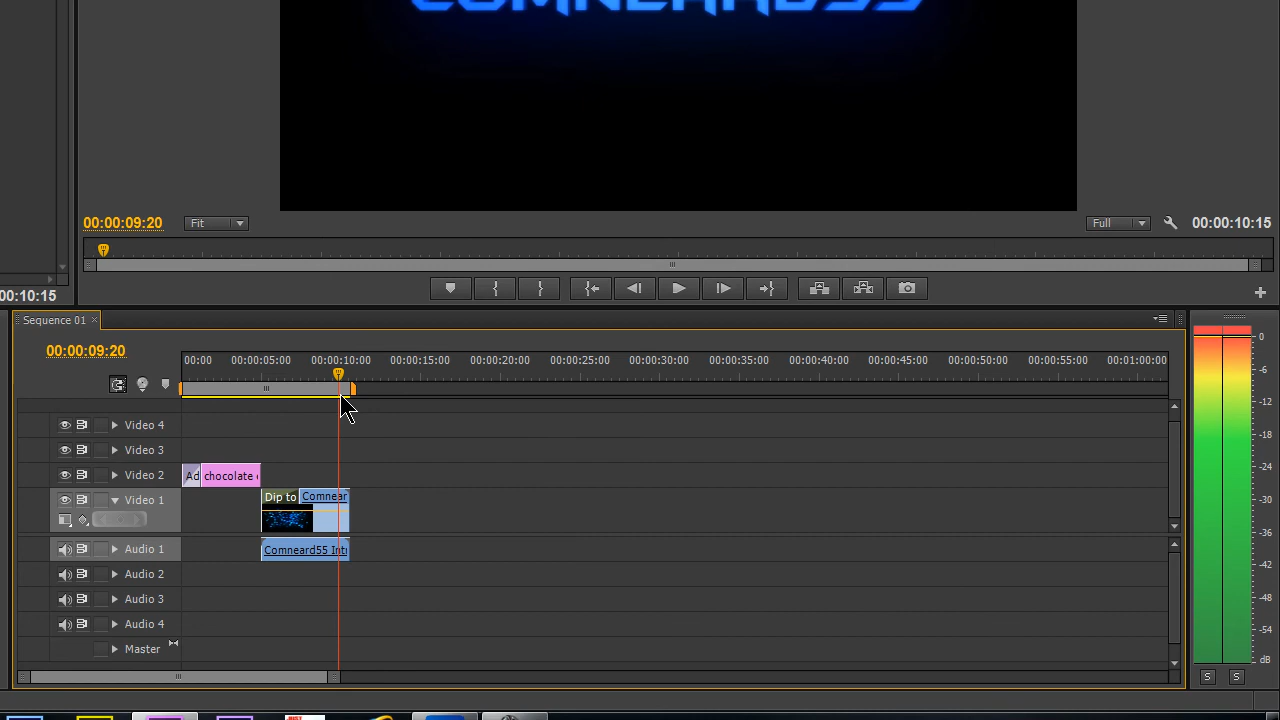 COMNEARD55
00:00:09:20
Fit
Full
00:00:10:15
00:10:15
Sequence 01
00:00:09:20
00:00
00:00:05:00
00:00:10:00
00:00:15:00
00:00:20:00
00:00:25:00
00:00:30:00
00:00:35:00
00:00:40:00
00:00:45:00
00:00:50:00
00:00:55:00
00:01:00:00
Video 4
Video 3
Video 2
Ad
chocolate
Video 1
Dip to
Comnear
Audio 1
Comneard55 Intr
Audio 2
Audio 3
Audio 4
Master
0
-6
-12
-18
-24
-30
-36
-42
-48
-54
dB
S
S